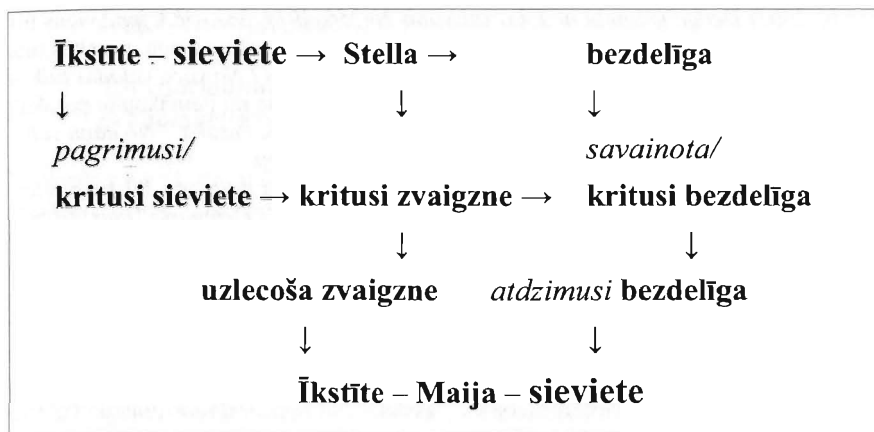 Īkstīte – sieviete → Stella → bezdelīga
↓ ↓ ↓
pagrimusi/ savainota/
kritusi sieviete → kritusi zvaigzne → kritusi bezdelīga
↓ ↓
uzlecoša zvaigzne atdzimusi bezdelīga
↓ ↓
Īkstīte – Maija – sieviete